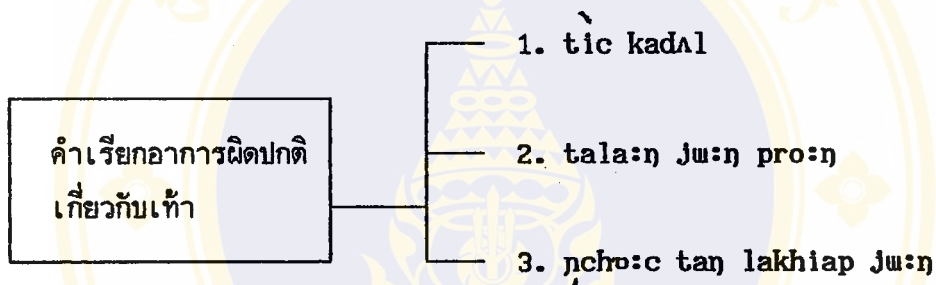 1. tìc kadʌl
คำเรียกอาการผิดปกติ
เกี่ยวกับเท้า
2. tala:ŋ jɯ:ŋ pro:ŋ
3. ɲchɒ:c taŋ lakhiap jɯ:ŋ